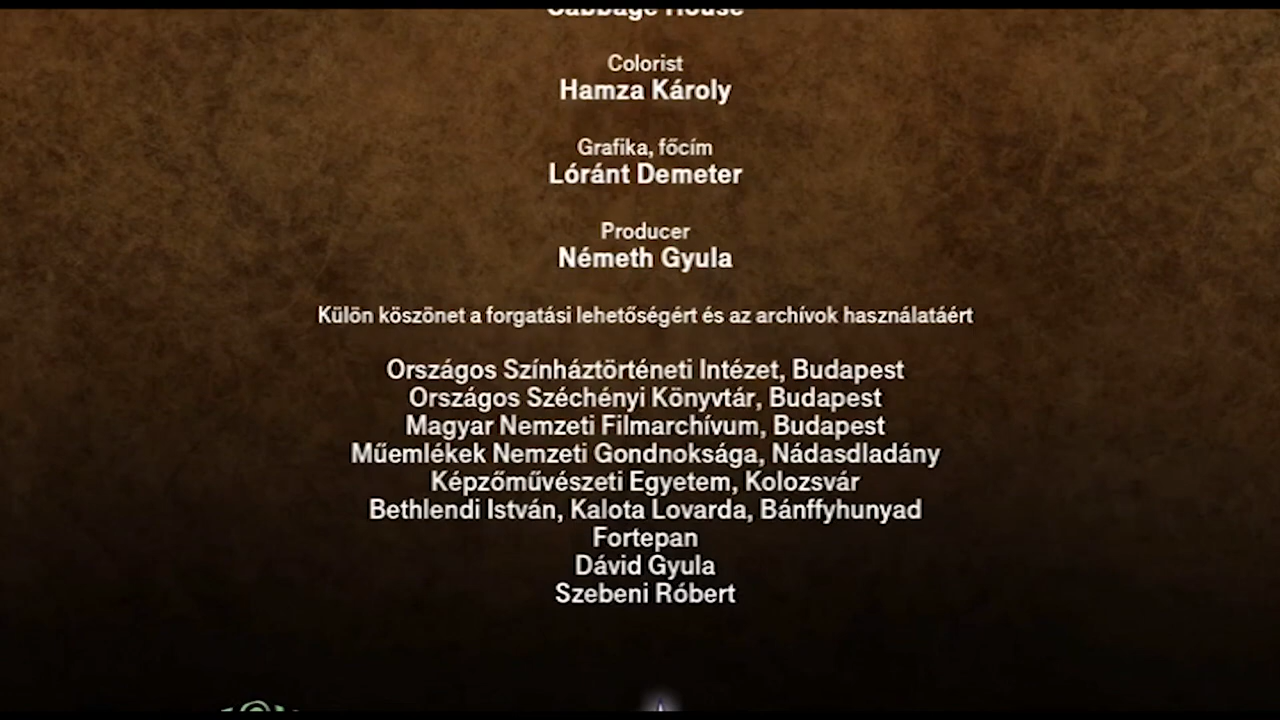 Cabbage House
Colorist
Hamza Károly
Grafika, főcím
Lóránt Demeter
Producer
Németh Gyula
Külön köszönet a forgatási lehetőségért és az archívok használatáért
Országos Színháztörténeti Intézet, Budapest
Országos Széchényi Könyvtár, Budapest
Magyar Nemzeti Filmarchívum, Budapest
Műemlékek Nemzeti Gondnoksága, Nádasdladány
Képzőművészeti Egyetem, Kolozsvár
Bethlendi István, Kalota Lovarda, Bánffyhunyad
Fortepan
Dávid Gyula
Szebeni Róbert